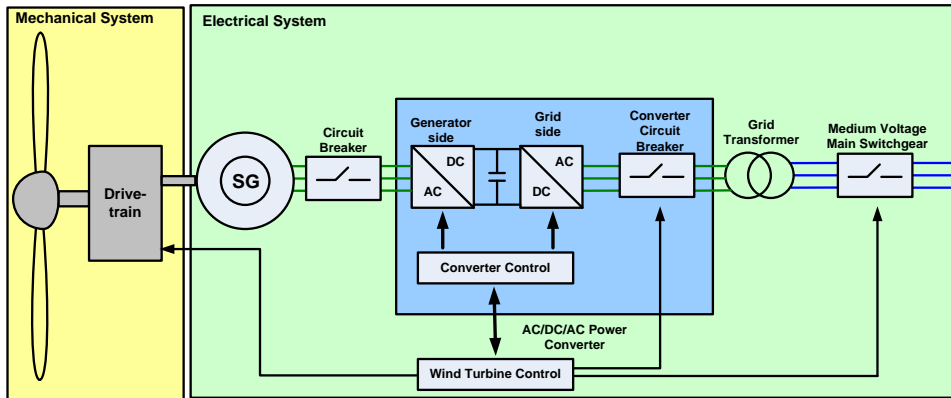 Mechanical System
Electrical System
Circuit
Breaker
Generator
side
Grid
side
Converter
Circuit
Breaker
Grid
Transformer
Medium Voltage
Main Switchgear
Drive-
train
SG
DC
AC
AC
DC
Converter Control
AC/DC/AC Power
Converter
Wind Turbine Control